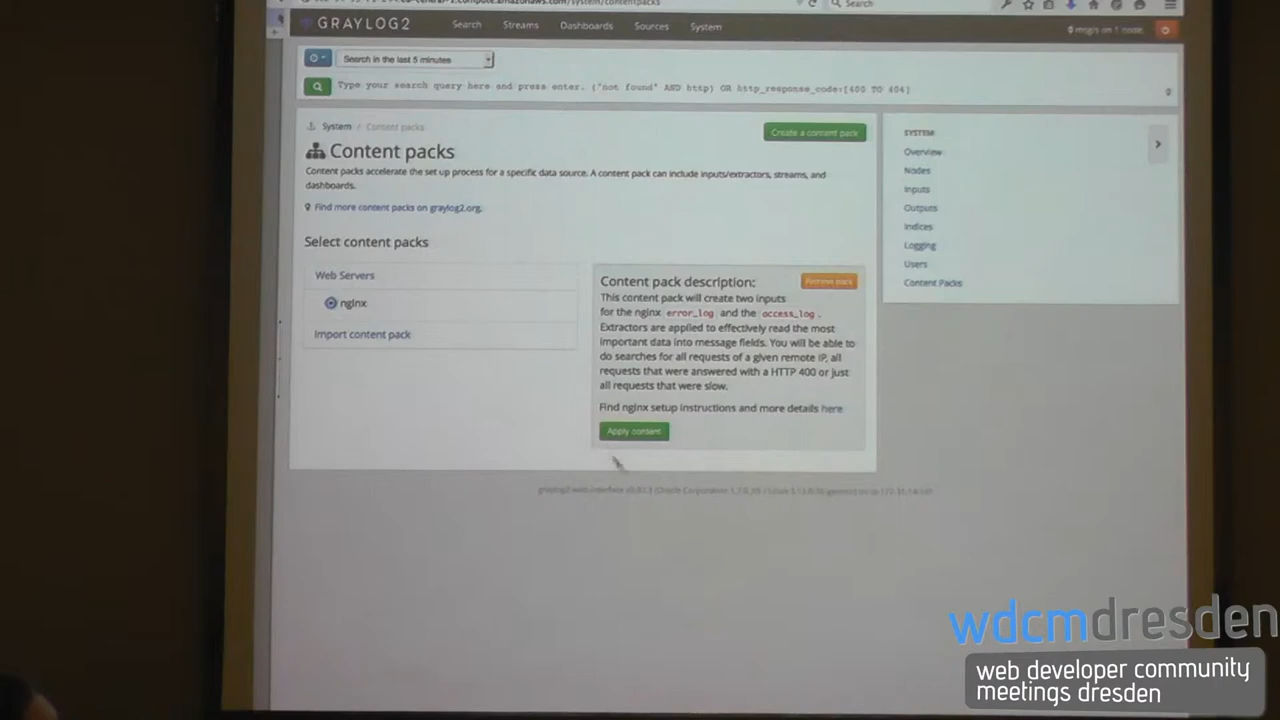 GRAYLOG2
Search
Streams
Dashboards
Sources
System
Search
Search in the last 5 minutes
Type your search query here and press enter. ("not found" AND http) OR http_response_code:[400 TO 404]
System / Content packs
Create a content pack
Content packs
Content packs accelerate the set up process for a specific data source. A content pack can include inputs/extractors, streams, and
dashboards.
Find more content packs on graylog2.org.
Select content packs
Web Servers
nginx
Import content pack
Content pack description:
Remove pack
This content pack will create two inputs
for the nginx error_log and the access_log.
Extractors are applied to effectively read the most
important data into message fields. You will be able to
do searches for all requests of a given remote IP, all
requests that were answered with a HTTP 400 or just
all requests that were slow.
Find nginx setup instructions and more details here
Apply content
SYSTEM
Overview
Nodes
Inputs
Outputs
Indices
Logging
Users
Content Packs
wdcmdresden
web developer community
meetings dresden